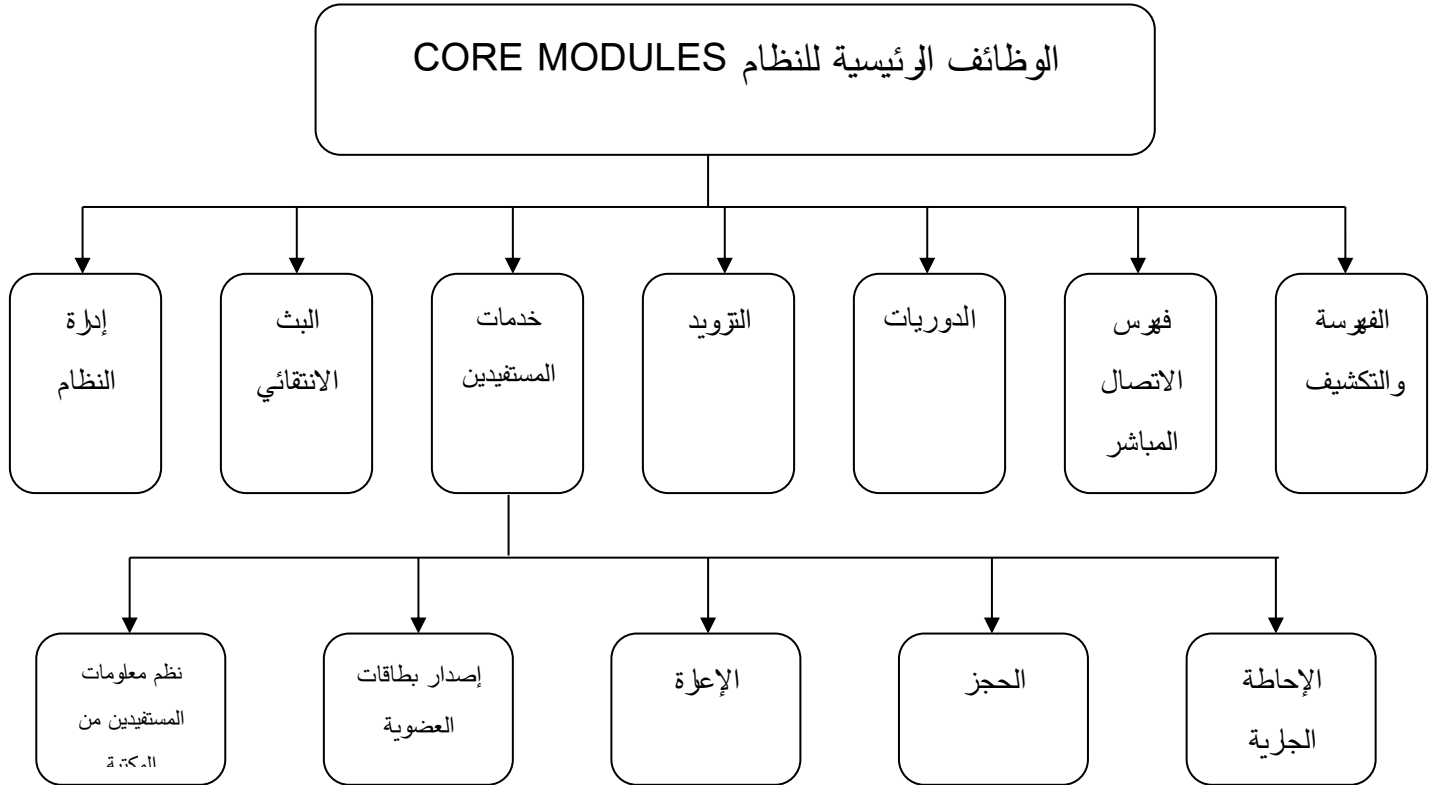 الوظائف الرئيسية للنظام CORE MODULES
الفهرسة
والتكشيف
فهرس
الاتصال
المباشر
الدوريات
التزويد
خدمات
المستفيدين
البث
الانتقائي
إدارة
النظام
الإحاطة
الجارية
الحجز
الإعارة
إصدار بطاقات
العضوية
نظم معلومات
المستفيدين من
المكتبة